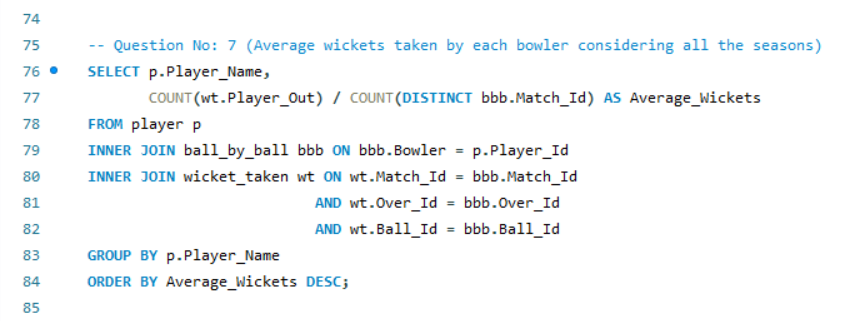 74
75 -- Question No: 7 (Average wickets taken by each bowler considering all the seasons)
76 SELECT p.Player_Name,
77 COUNT(wt.Player_Out) / COUNT(DISTINCT bbb.Match_Id) AS Average_Wickets
78 FROM player p
79 INNER JOIN ball_by_ball bbb ON bbb.Bowler = p.Player_Id
80 INNER JOIN wicket_taken wt ON wt.Match_Id = bbb.Match_Id
81 AND wt.Over_Id = bbb.Over_Id
82 AND wt.Ball_Id = bbb.Ball_Id
83 GROUP BY p.Player_Name
84 ORDER BY Average_Wickets DESC;
85